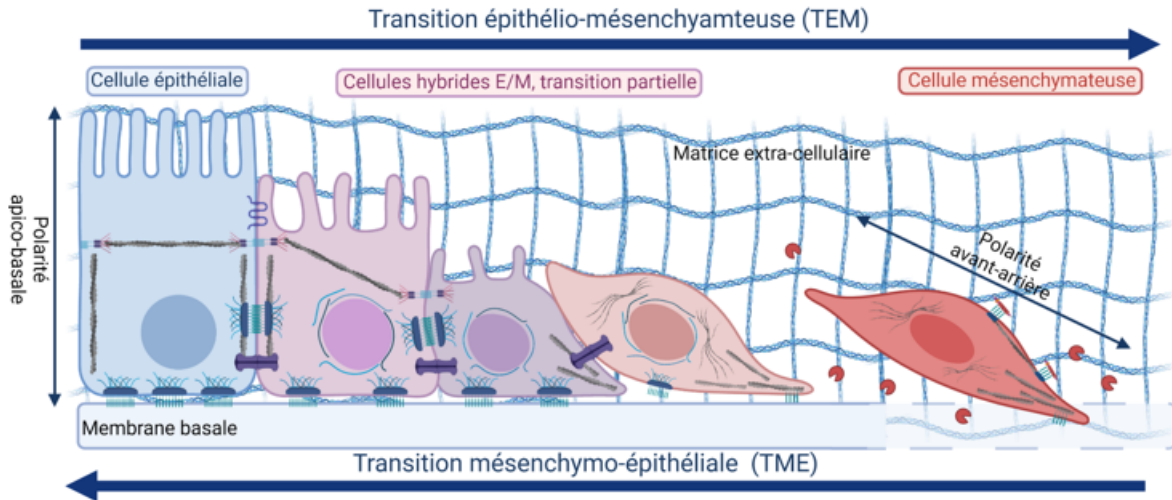 Transition épithélio-mésenchyamteuse (TEM)
Cellule épithéliale
Cellules hybrides E/M, transition partielle
Cellule mésenchymateuse
Matrice extra-cellulaire
Polarité
apico-basale
Polarité
avant-arrière
Membrane basale
Transition mésenchymo-épithéliale (TME)